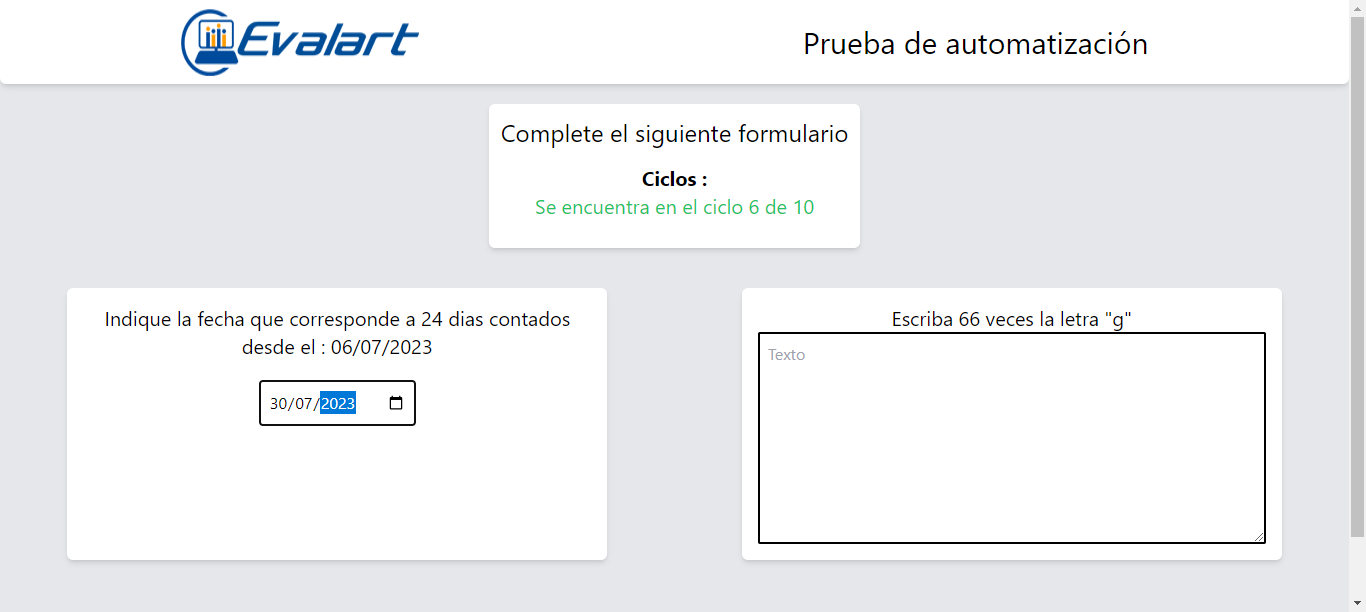 Evalart
Prueba de automatización
Complete el siguiente formulario
Ciclos :
Se encuentra en el ciclo 6 de 10
Indique la fecha que corresponde a 24 dias contados
desde el : 06/07/2023
30/07/2023
Escriba 66 veces la letra "g"
Texto